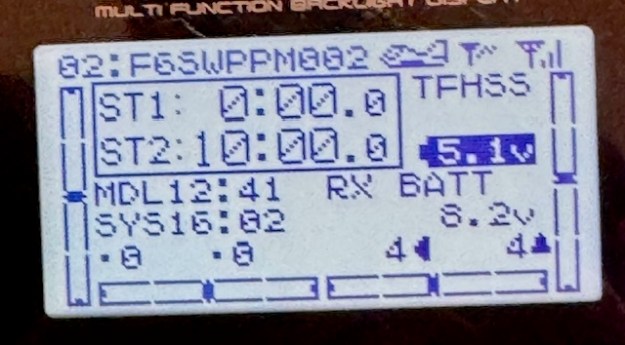 MULTI FUNCTION BACKLIGHT DISPLAY
02:F6SWPPM002
TFHSS
ST1: 0:00.0
ST2:10:00.0
5.1v
MDL12:41 RX BATT
SYS16:02 8.2v
0 0 4 4